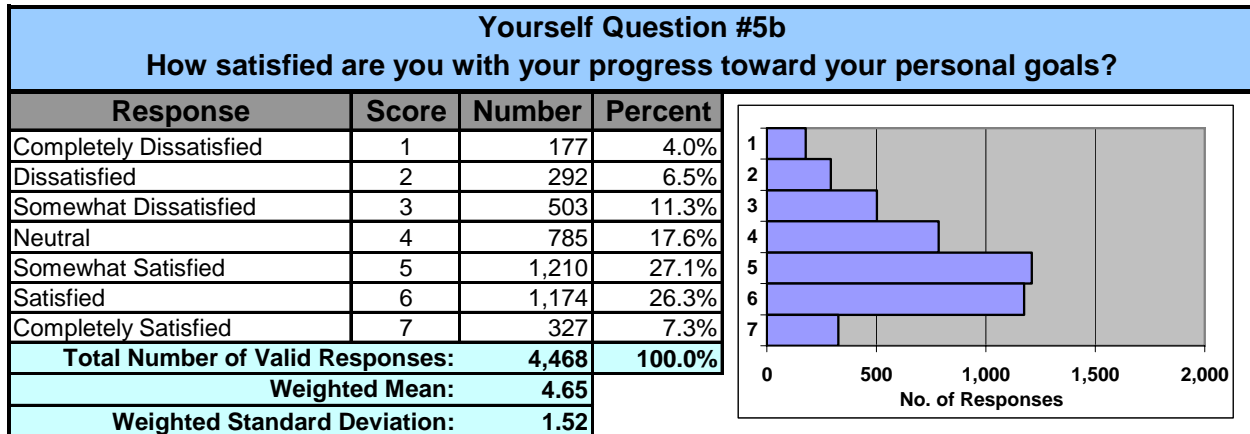 Yourself Question #5b
How satisfied are you with your progress toward your personal goals?
Response Score Number Percent
Completely Dissatisfied 1 177 4.0%
Dissatisfied 2 292 6.5%
Somewhat Dissatisfied 3 503 11.3%
Neutral 4 785 17.6%
Somewhat Satisfied 5 1,210 27.1%
Satisfied 6 1,174 26.3%
Completely Satisfied 7 327 7.3%
Total Number of Valid Responses: 4,468 100.0%
Weighted Mean: 4.65
Weighted Standard Deviation: 1.52
1
2
3
4
5
6
7
0 500 1,000 1,500 2,000
No. of Responses